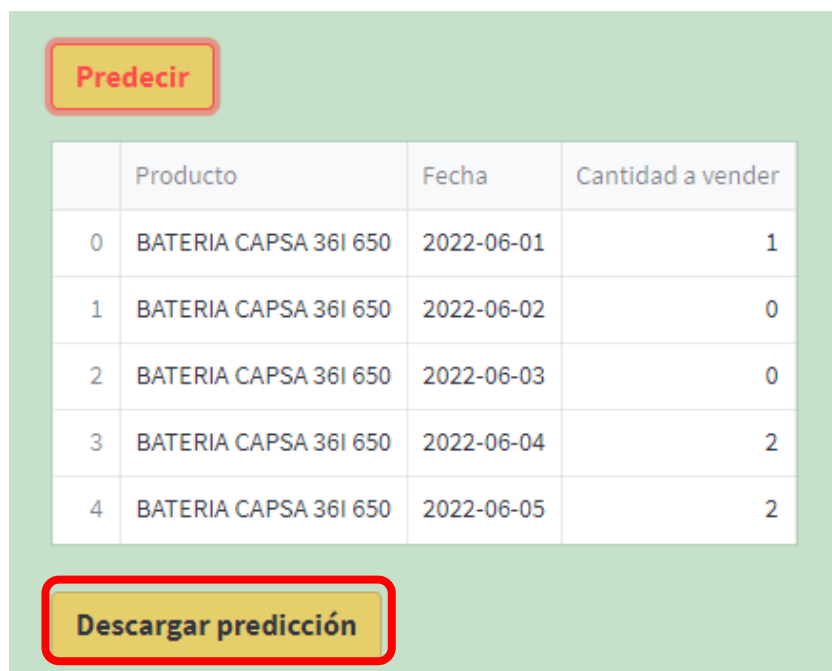 Predecir
Producto Fecha Cantidad a vender
0 BATERIA CAPSA 36I 650 2022-06-01 1
1 BATERIA CAPSA 36I 650 2022-06-02 0
2 BATERIA CAPSA 36I 650 2022-06-03 0
3 BATERIA CAPSA 36I 650 2022-06-04 2
4 BATERIA CAPSA 36I 650 2022-06-05 2
Descargar predicción